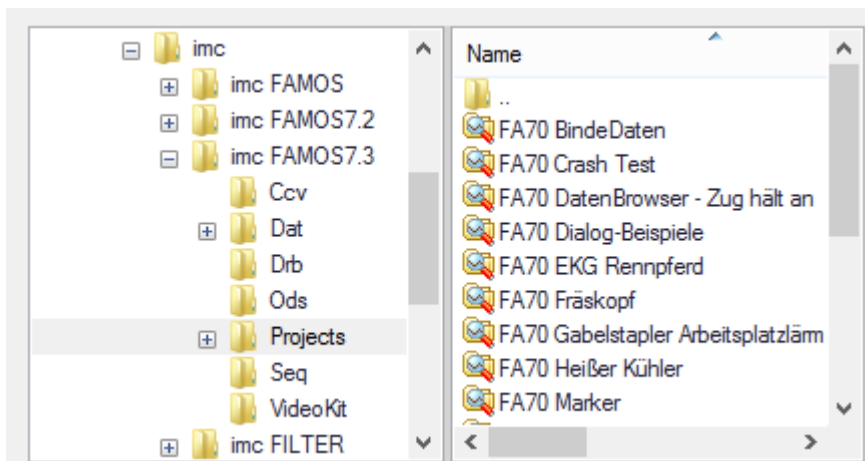 imc
imc FAMOS
imc FAMOS7.2
imc FAMOS7.3
Ccv
Dat
Drb
Ods
Projects
Seq
VideoKit
imc FILTER
Name
..
FA70 BindeDaten
FA70 Crash Test
FA70 DatenBrowser - Zug hält an
FA70 Dialog-Beispiele
FA70 EKG Rennpferd
FA70 Fräskopf
FA70 Gabelstapler Arbeitsplatzlärm
FA70 Heißer Kühler
FA70 Marker